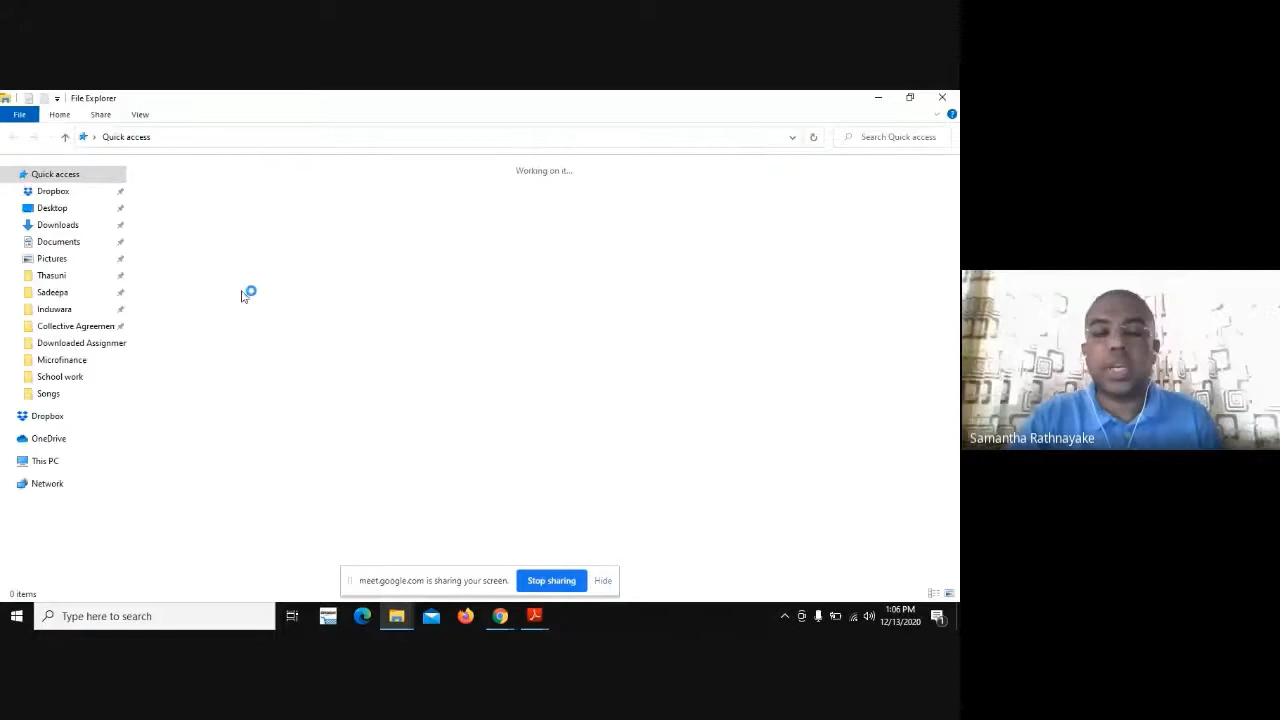 File Explorer
File Home Share View
Quick access
Search Quick access
Working on it...
Quick access
Dropbox
Desktop
Downloads
Documents
Pictures
Thasuni
Sadeepa
Induwara
Collective Agreemen
Downloaded Assignmer
Microfinance
School work
Songs
Dropbox
OneDrive
This PC
Network
Samantha Rathnayake
meet.google.com is sharing your screen. Stop sharing Hide
0 items
Type here to search
1:06 PM
12/13/2020